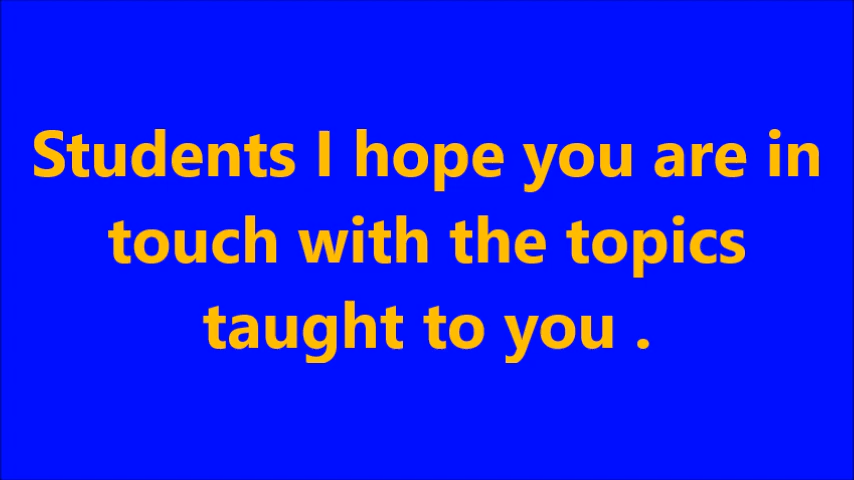 Students I hope you are in
touch with the topics
taught to you .